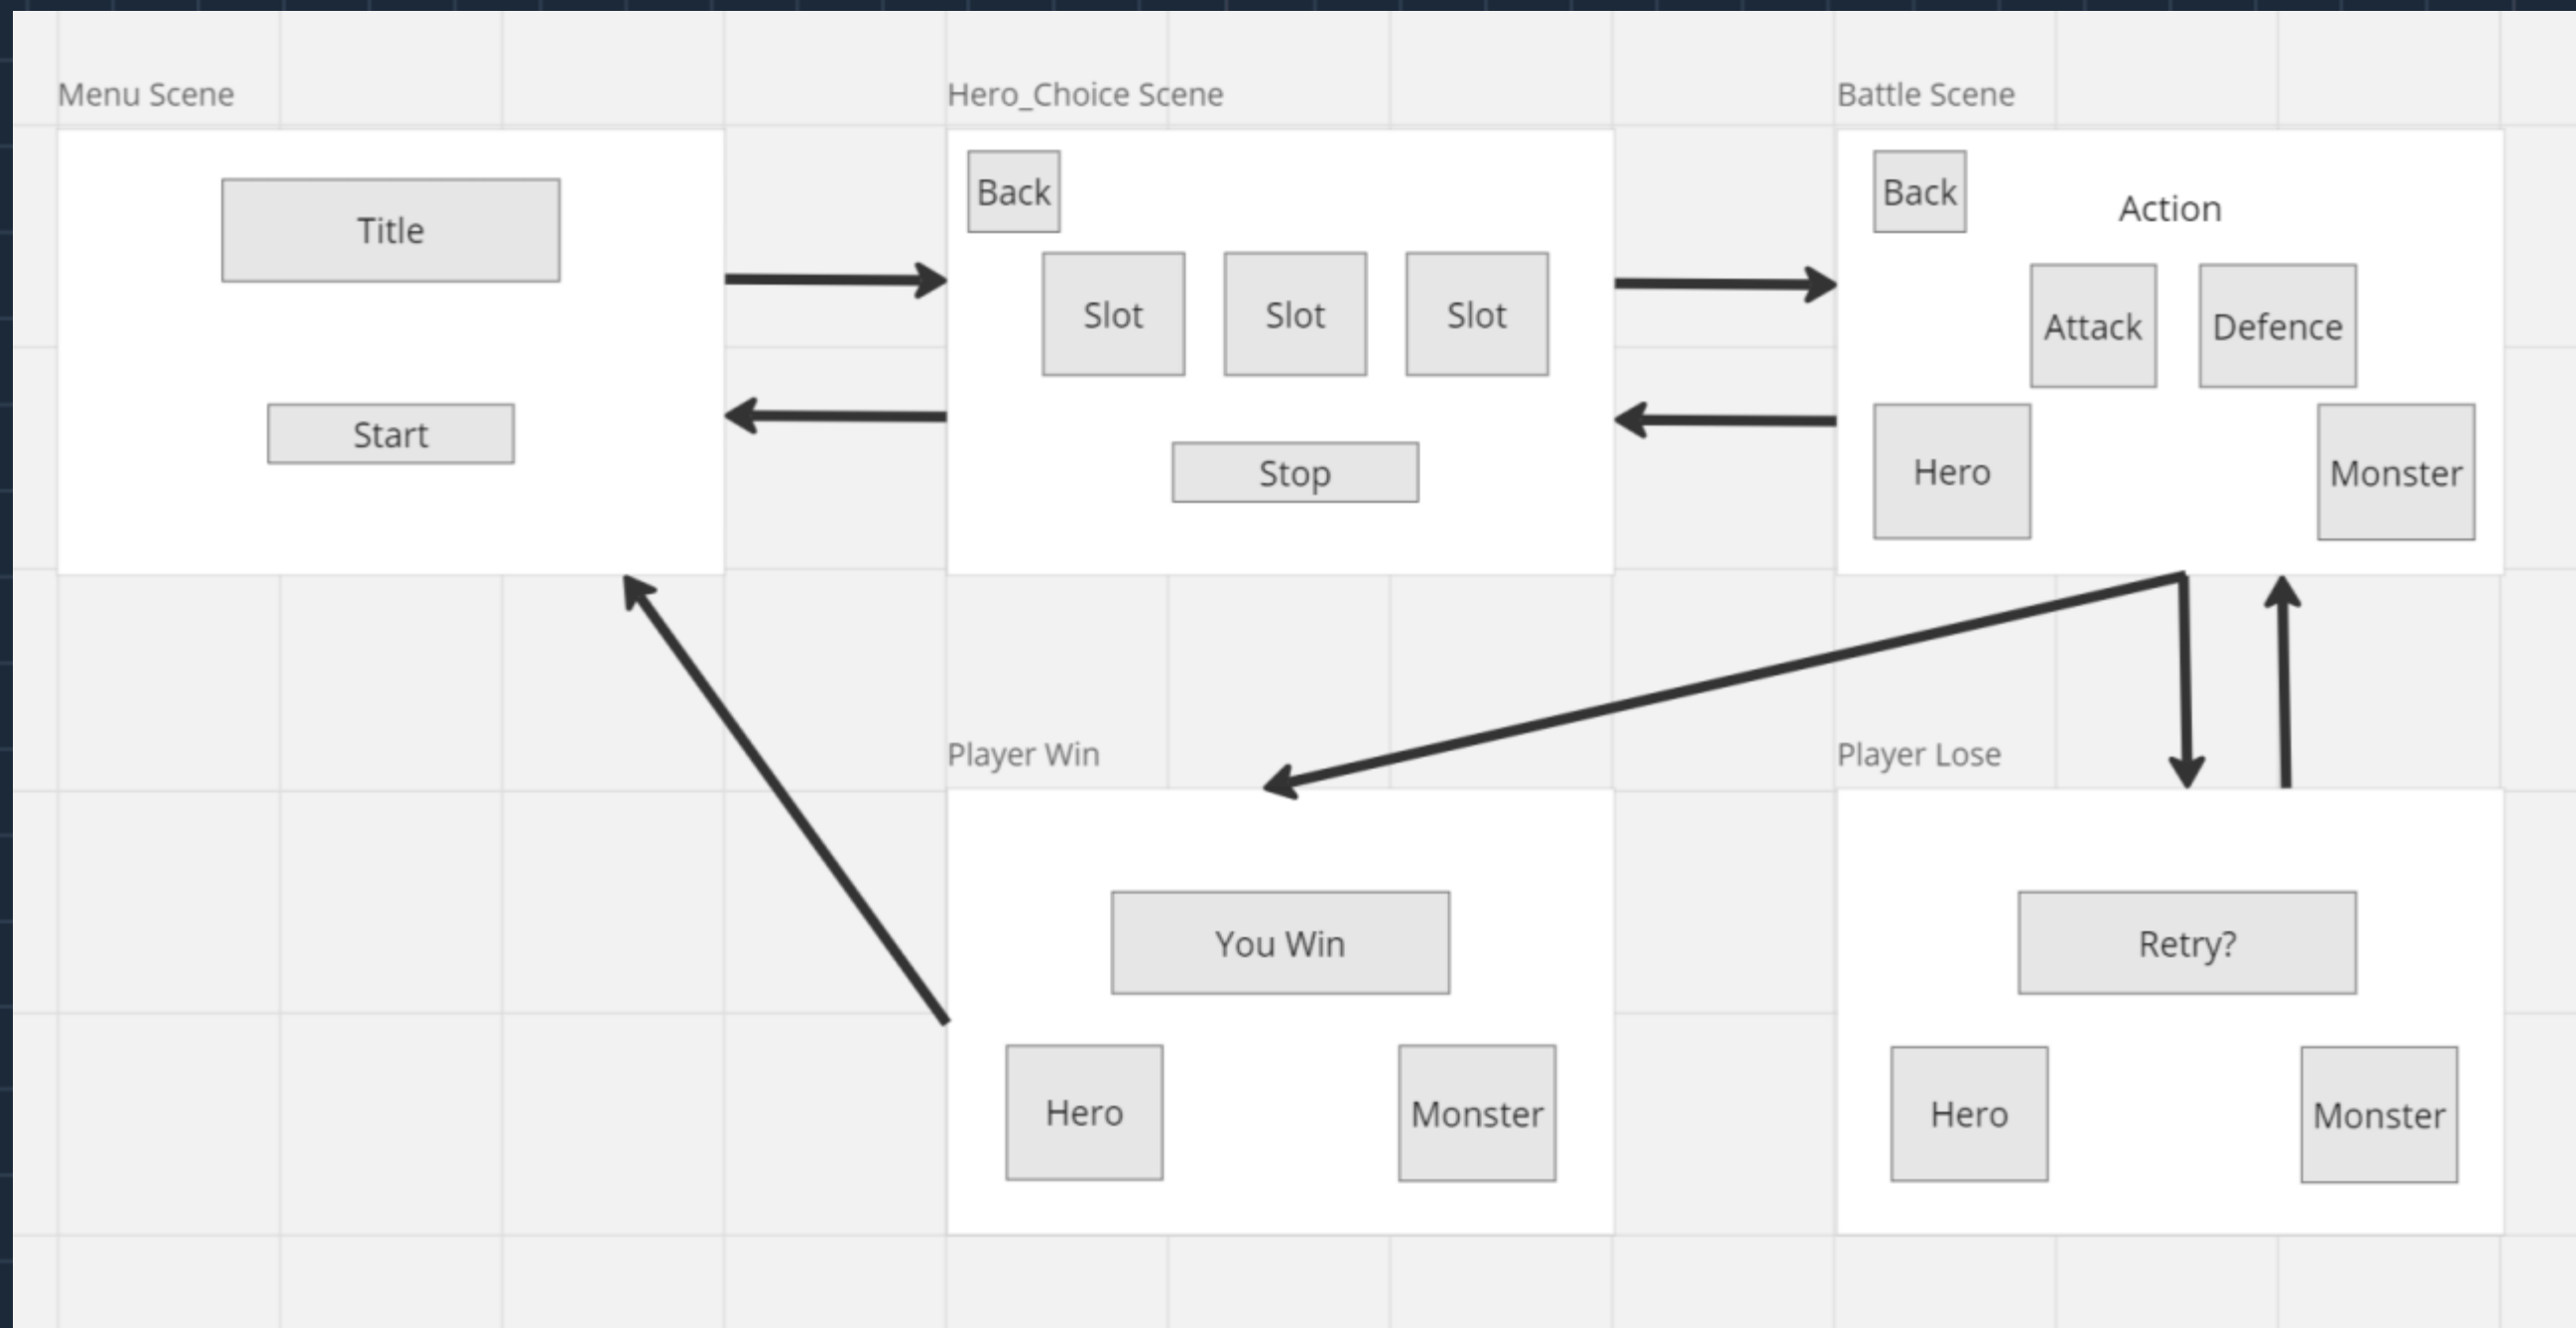 Menu Scene
Title
Start
Hero_Choice Scene
Back
Slot
Slot
Slot
Stop
Battle Scene
Back
Action
Attack
Defence
Hero
Monster
Player Win
You Win
Hero
Monster
Player Lose
Retry?
Hero
Monster